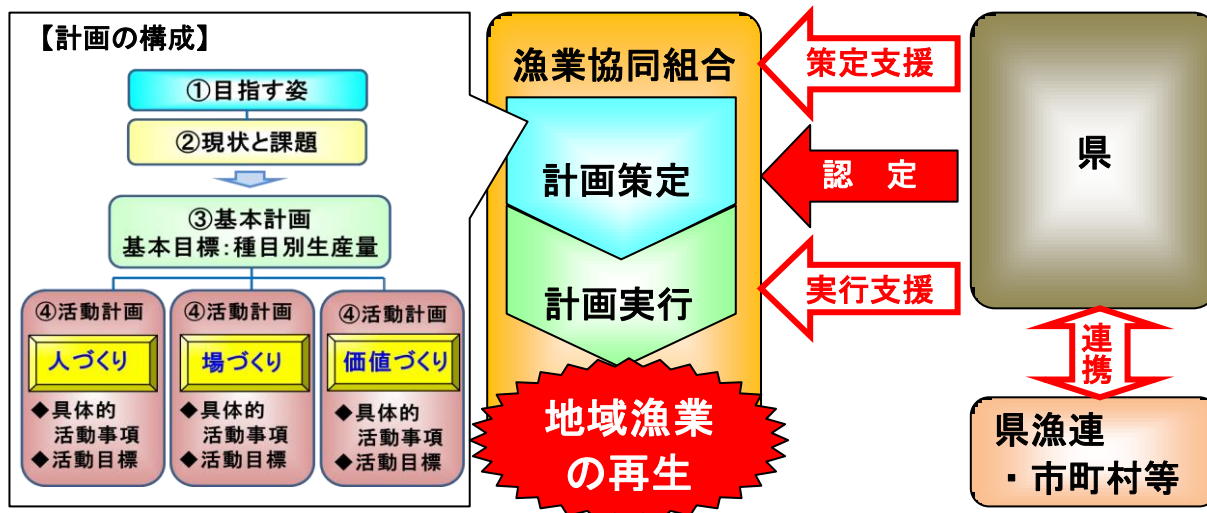 【計画の構成】
①目指す姿
②現状と課題
③基本計画
基本目標：種目別生産量
④活動計画
人づくり
◆具体的
活動事項
◆活動目標
④活動計画
場づくり
◆具体的
活動事項
◆活動目標
④活動計画
価値づくり
◆具体的
活動事項
◆活動目標
漁業協同組合
計画策定
計画実行
地域漁業
の再生
策定支援
認　定
実行支援
県
連
携
県漁連
・市町村等